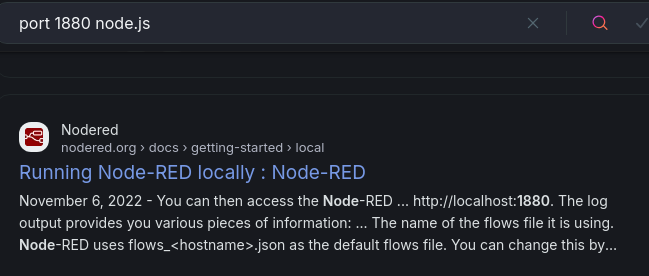 port 1880 node.js
Nodered
nodered.org › docs › getting-started › local
Running Node-RED locally : Node-RED
November 6, 2022 - You can then access the Node-RED ... http://localhost:1880. The log
output provides you various pieces of information: ... The name of the flows file it is using.
Node-RED uses flows_<hostname>.json as the default flows file. You can change this by...